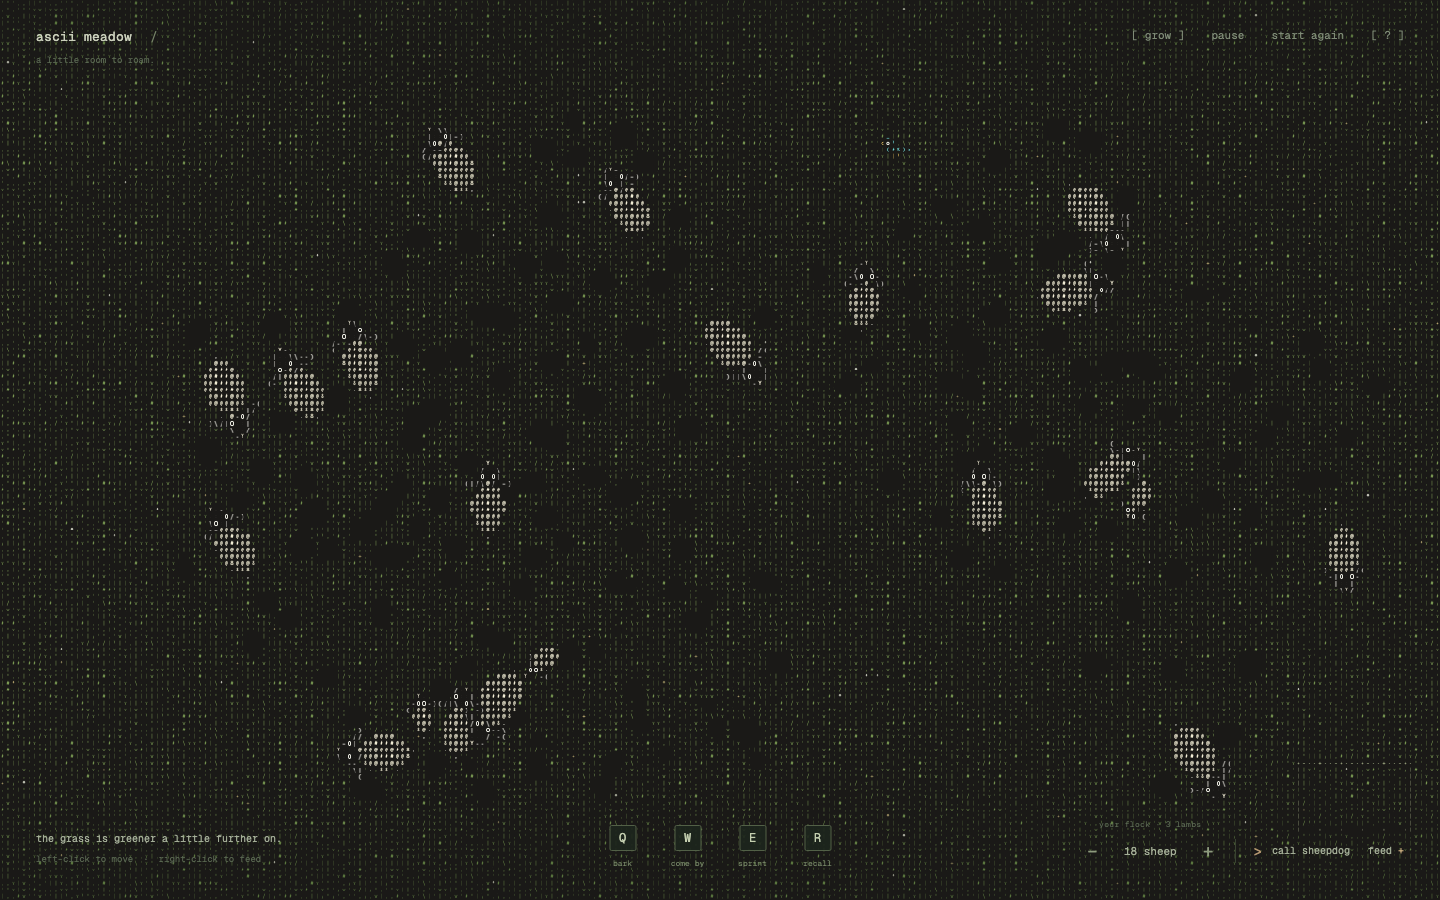 ascii meadow /
a little room to roam
[ grow ] pause start again [ ? ]
the grass is greener a little further on.
left-click to move · right-click to feed
Q W E R
bark come by sprint recall
your flock · 3 lambs
− 18 sheep + > call sheepdog feed +